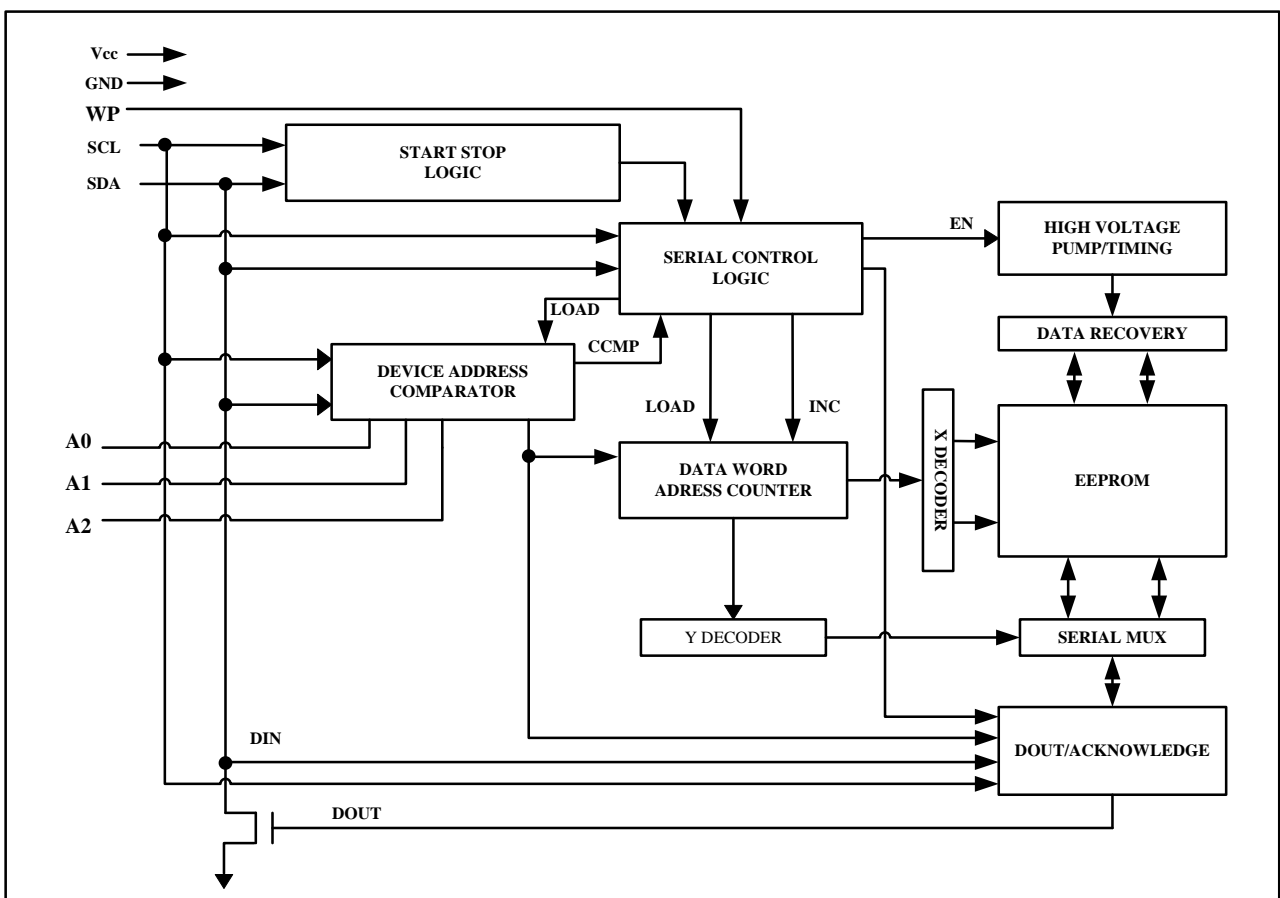 Vcc
GND
WP
SCL
SDA
START STOP
LOGIC
SERIAL CONTROL
LOGIC
EN
HIGH VOLTAGE
PUMP/TIMING
DATA RECOVERY
LOAD
CCMP
DEVICE ADDRESS
COMPARATOR
LOAD
INC
A0
A1
A2
DATA WORD
ADRESS COUNTER
X DECODER
EEPROM
Y DECODER
SERIAL MUX
DIN
DOUT/ACKNOWLEDGE
DOUT